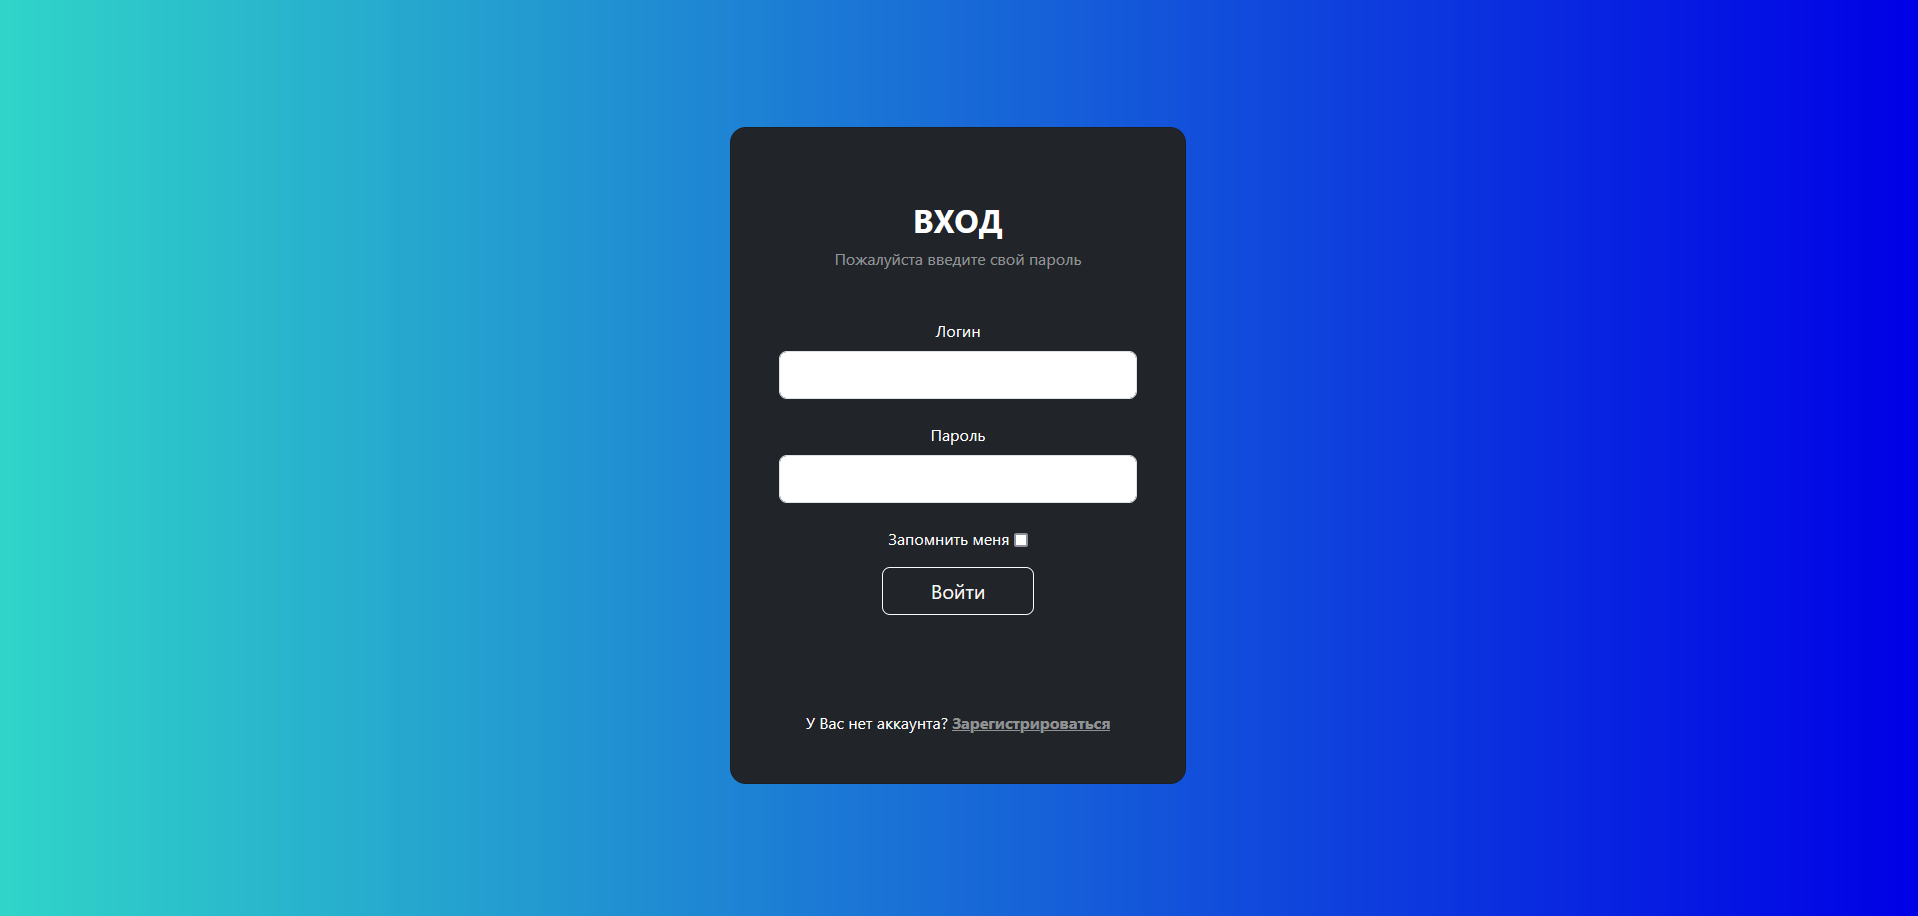 ВХОД
Пожалуйста введите свой пароль
Логин
Пароль
Запомнить меня
Войти
У Вас нет аккаунта? Зарегистрироваться